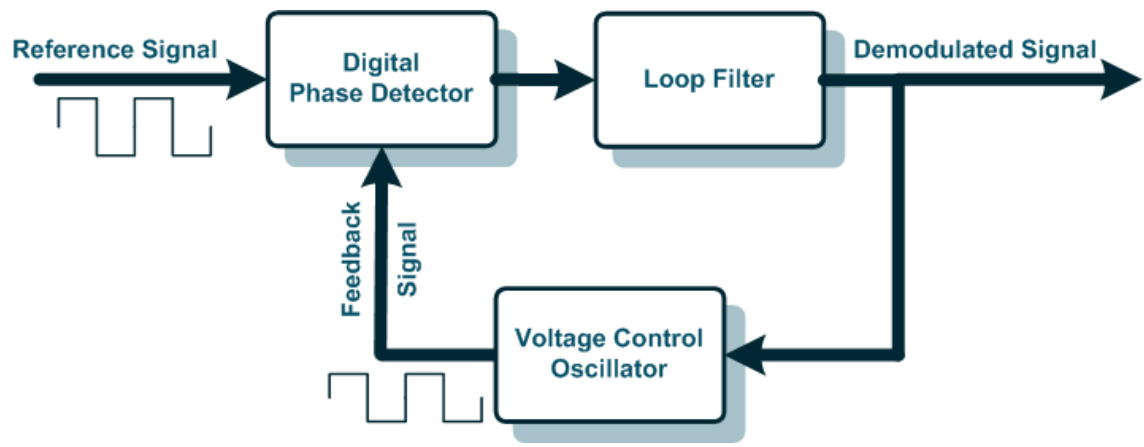 Reference Signal
Digital
Phase Detector
Loop Filter
Demodulated Signal
Feedback
Signal
Voltage Control
Oscillator